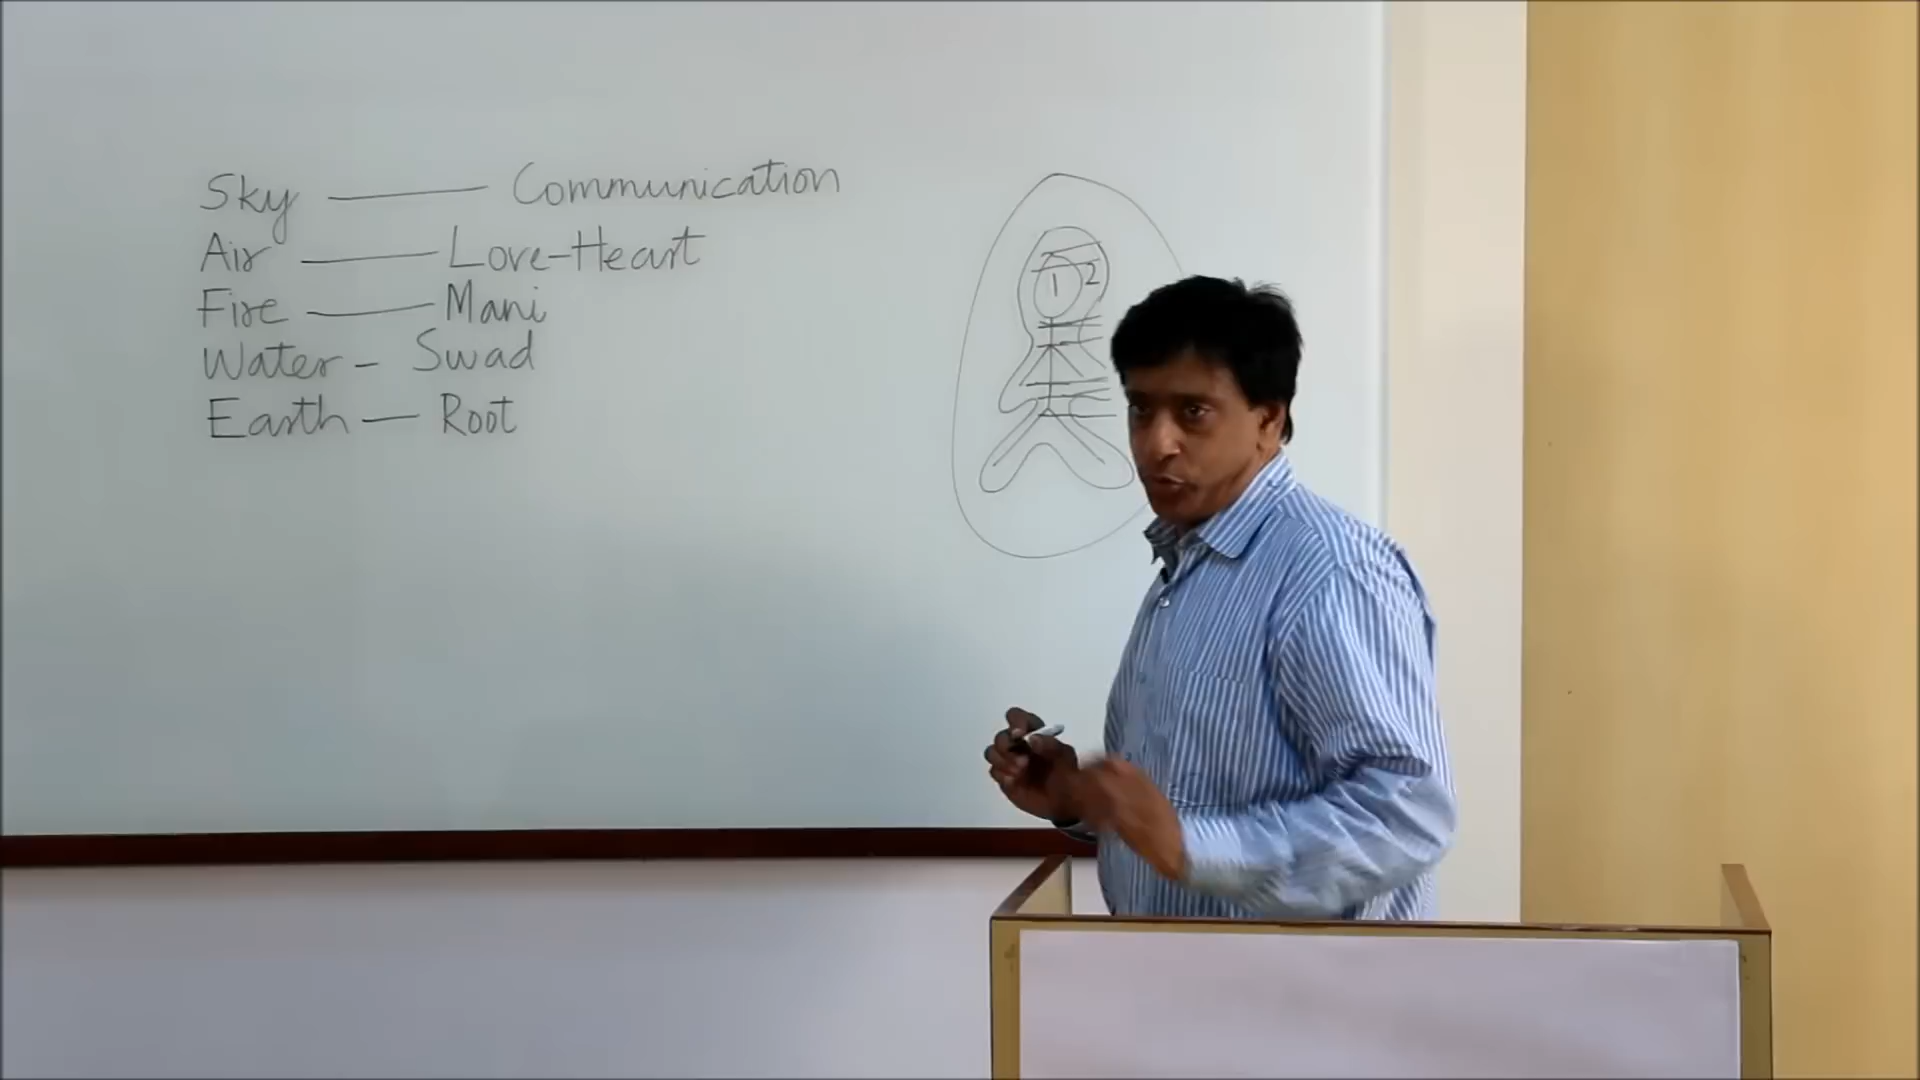 Sky — Communication
Air — Love-Heart
Fire — Mani
Water - Swad
Earth — Root
1 2